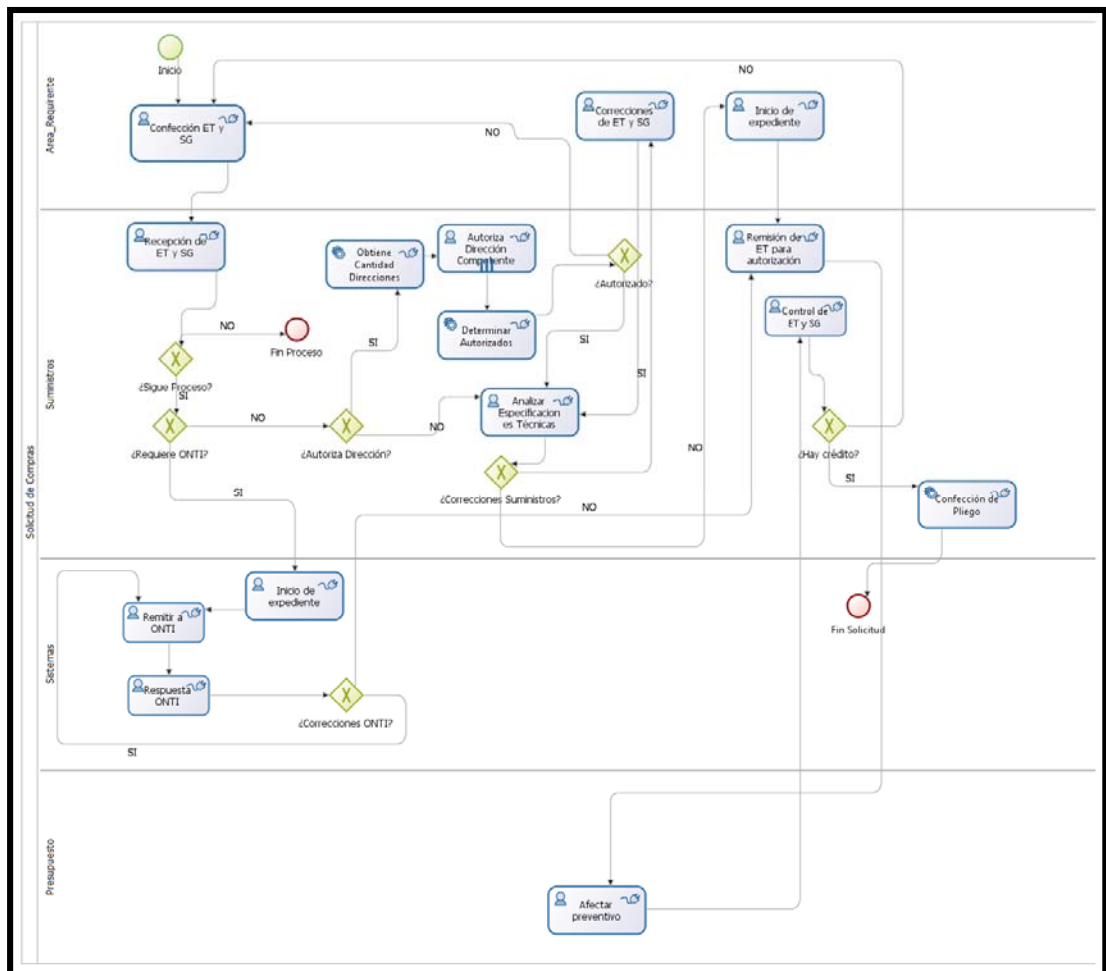 Solicitud de Compras
Area_Requirente
Inicio
Confección ET y
SG
NO
Correcciones
de ET y SG
NO
Inicio de
expediente
Suministros
Recepción de
ET y SG
NO
Fin Proceso
¿Sigue Proceso?
SI
¿Requiere ONTI?
NO
SI
Obtiene
Cantidad
Direcciones
SI
¿Autoriza Dirección?
NO
Autoriza
Dirección
Competente
Determinar
Autorizados
¿Autorizado?
SI
Analizar
Especificacion
es Técnicas
SI
¿Correcciones Suministros?
NO
NO
Remisión de
ET para
autorización
Control de
ET y SG
¿Hay crédito?
SI
Confección de
Pliego
Fin Solicitud
Sistemas
Inicio de
expediente
Remitir a
ONTI
Respuesta
ONTI
¿Correcciones ONTI?
SI
Presupuesto
Afectar
preventivo